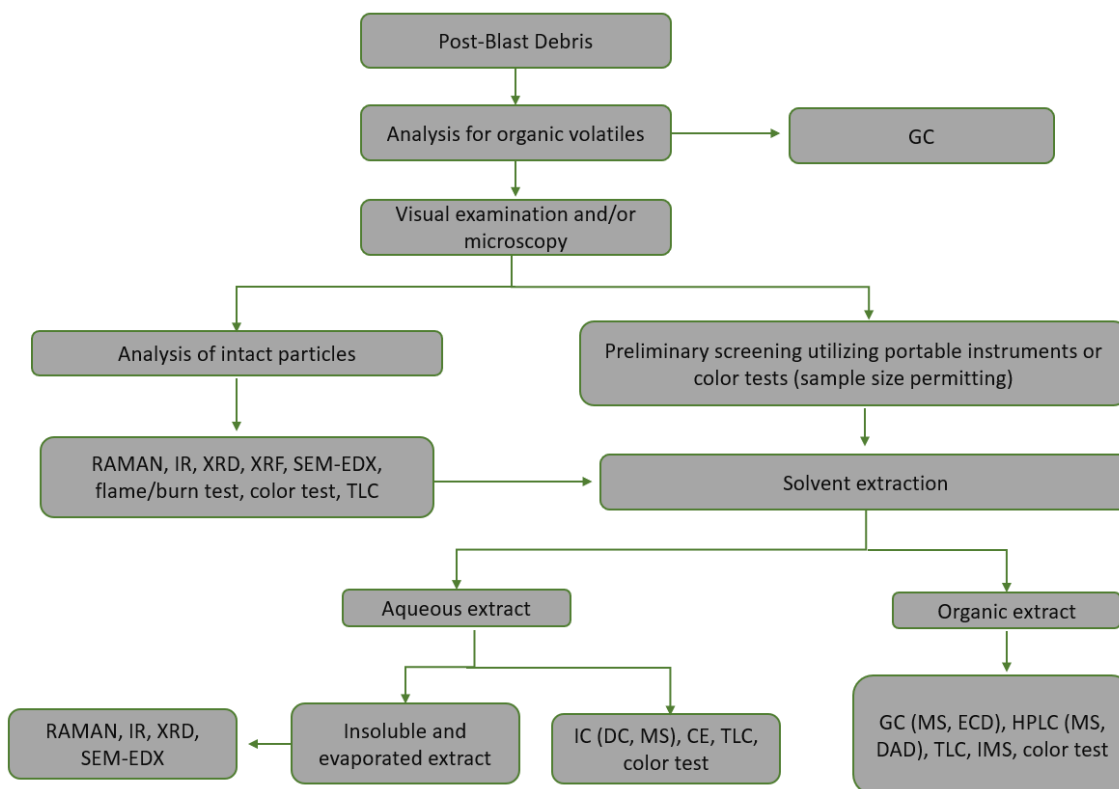 Post-Blast Debris
Analysis for organic volatiles
GC
Visual examination and/or
microscopy
Analysis of intact particles
Preliminary screening utilizing portable instruments or
color tests (sample size permitting)
RAMAN, IR, XRD, XRF, SEM-EDX,
flame/burn test, color test, TLC
Solvent extraction
Aqueous extract
Organic extract
RAMAN, IR, XRD,
SEM-EDX
Insoluble and
evaporated extract
IC (DC, MS), CE, TLC,
color test
GC (MS, ECD), HPLC (MS,
DAD), TLC, IMS, color test